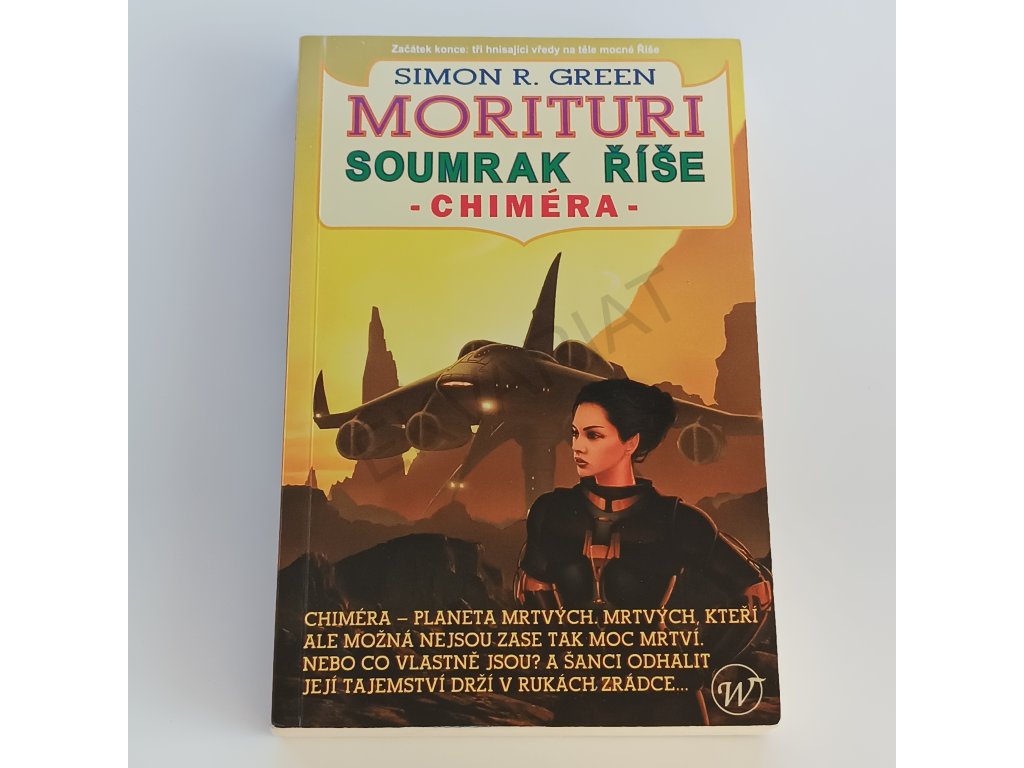 Začátek konce: tři hnisající vředy na těle mocné Říše
SIMON R. GREEN
MORITURI
SOUMRAK ŘÍŠE
- CHIMÉRA -
CHIMÉRA – PLANETA MRTVÝCH. MRTVÝCH, KTEŘÍ
ALE MOŽNÁ NEJSOU ZASE TAK MOC MRTVÍ.
NEBO CO VLASTNĚ JSOU? A ŠANCI ODHALIT
JEJÍ TAJEMSTVÍ DRŽÍ V RUKÁCH ZRÁDCE...
W